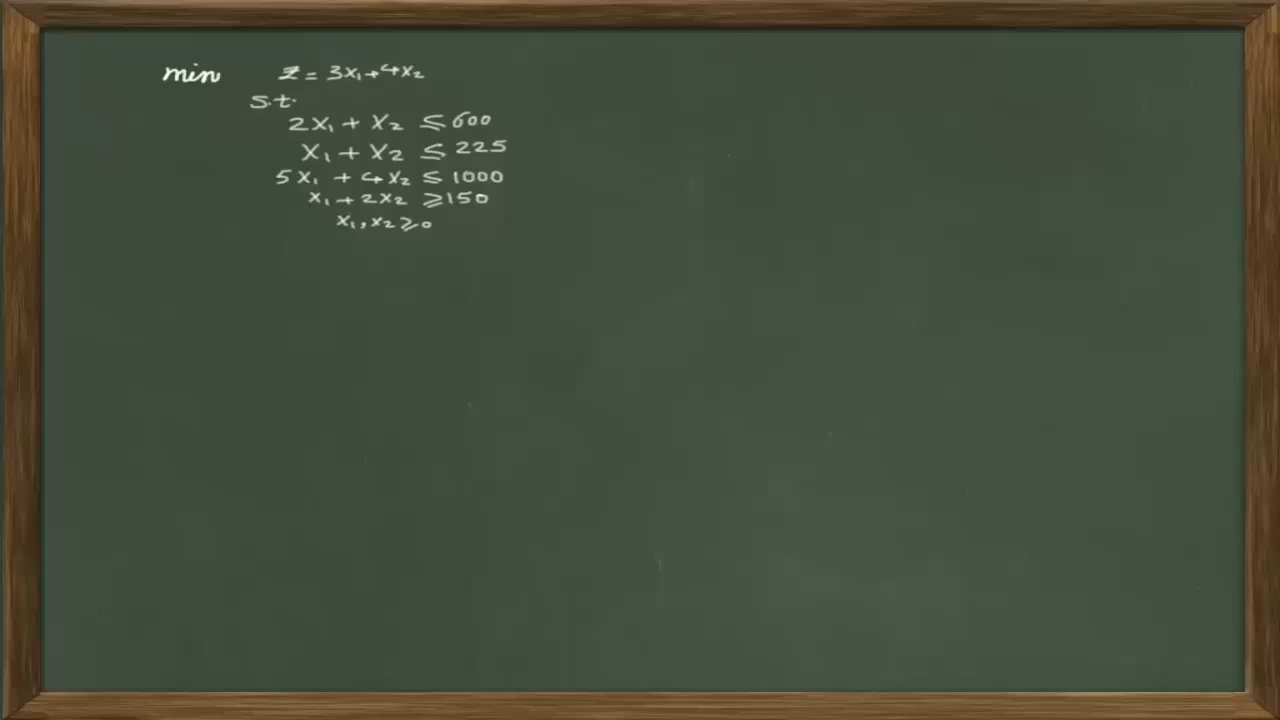 min Z = 3x₁ + 4x₂
s.t.
2x₁ + x₂ ≤ 600
x₁ + x₂ ≤ 225
5x₁ + 4x₂ ≤ 1000
x₁ + 2x₂ ≥ 150
x₁, x₂ ≥ 0